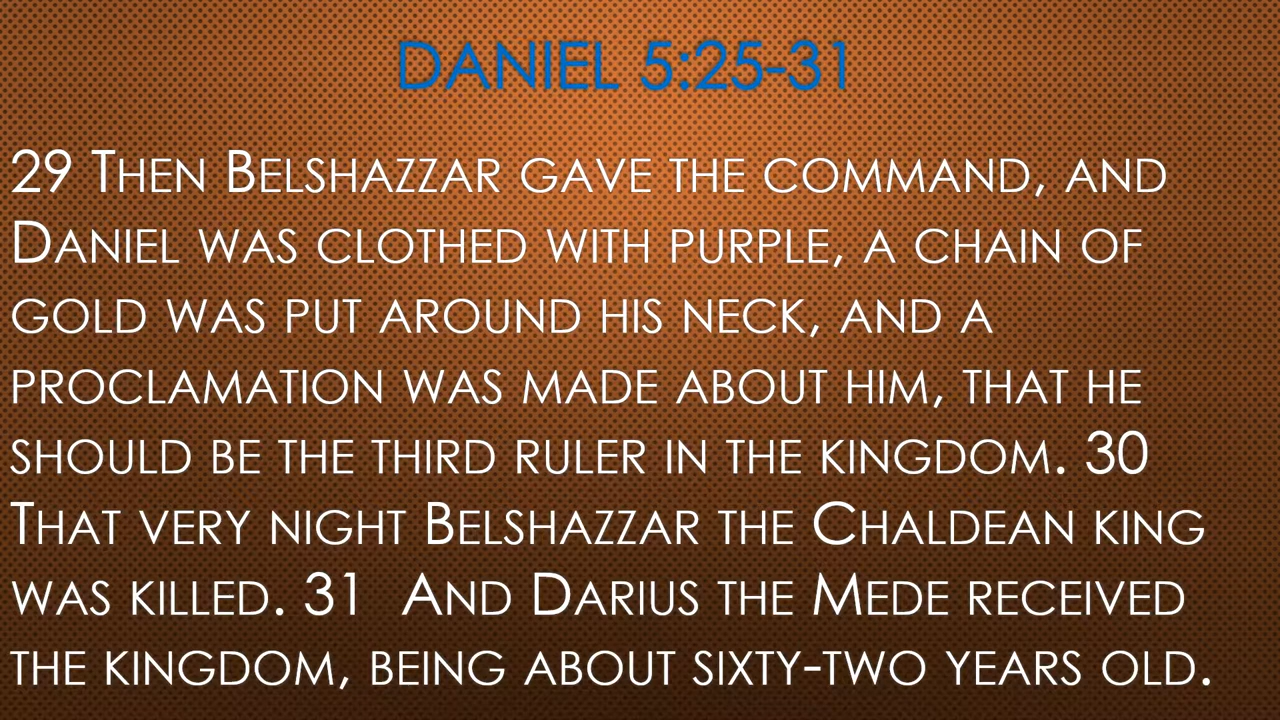 DANIEL 5:25-31
29 Then Belshazzar gave the command, and
Daniel was clothed with purple, a chain of
gold was put around his neck, and a
proclamation was made about him, that he
should be the third ruler in the kingdom. 30
That very night Belshazzar the Chaldean king
was killed. 31  And Darius the Mede received
the kingdom, being about sixty-two years old.